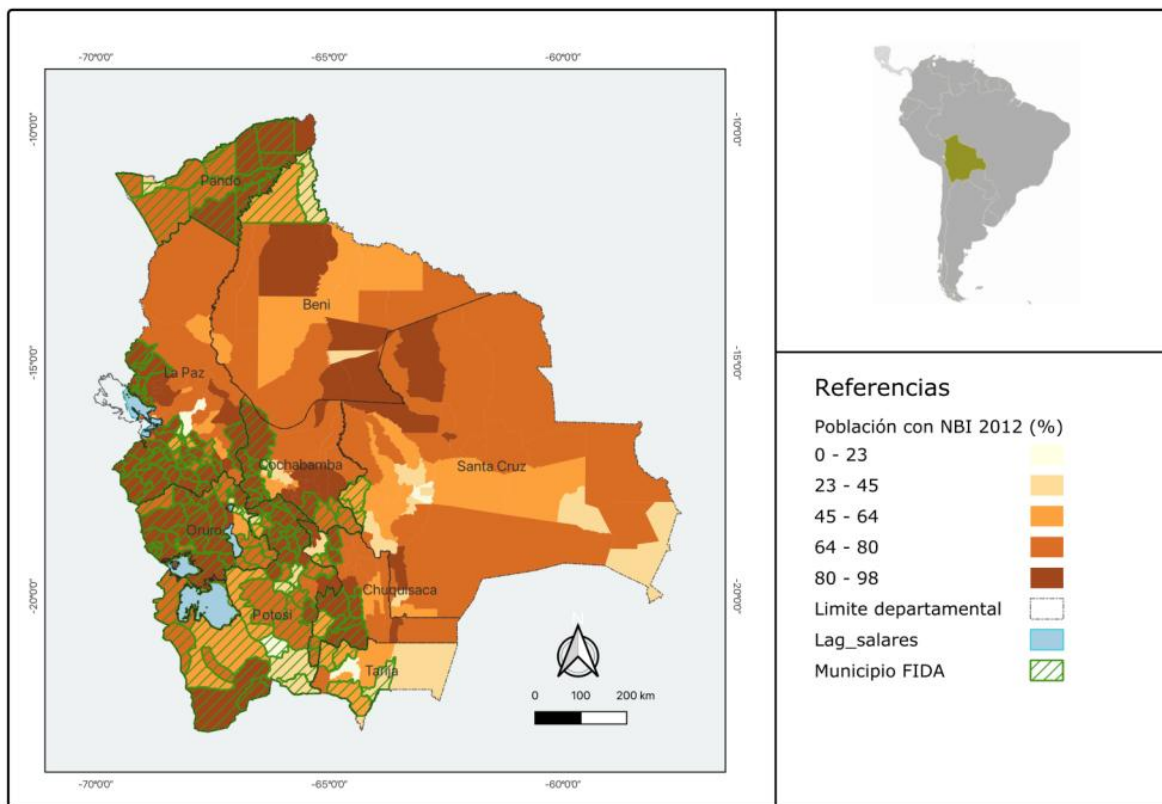 -70°0'0"
-65°0'0"
-60°0'0"
-10°0'0"
-10°0'0"
Pando
Beni
-15°0'0"
-15°0'0"
La Paz
Cochabamba
Santa Cruz
Oruro
Chuquisaca
-20°0'0"
-20°0'0"
Potosí
Tarija
0 100 200 km
-70°0'0"
-65°0'0"
-60°0'0"
Referencias
Población con NBI 2012 (%)
0 - 23
23 - 45
45 - 64
64 - 80
80 - 98
Limite departamental
Lag_salares
Municipio FIDA